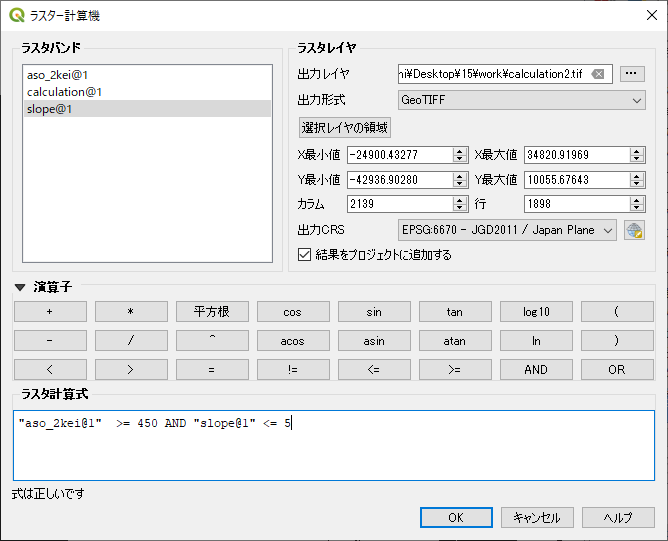 ラスター計算機
ラスタバンド
aso_2kei@1
calculation@1
slope@1
ラスタレイヤ
出力レイヤ ni¥Desktop¥15¥work¥calculation2.tif ...
出力形式 GeoTIFF
選択レイヤの領域
X最小値 -24900.43277 X最大値 34820.91969
Y最小値 -42936.90280 Y最大値 10055.67643
カラム 2139 行 1898
出力CRS EPSG:6670 - JGD2011 / Japan Plane
結果をプロジェクトに追加する
演算子
+ * 平方根 cos sin tan log10 (
- / ^ acos asin atan ln )
< > = != <= >= AND OR
ラスタ計算式
"aso_2kei@1" >= 450 AND "slope@1" <= 5
式は正しいです
OK キャンセル ヘルプ